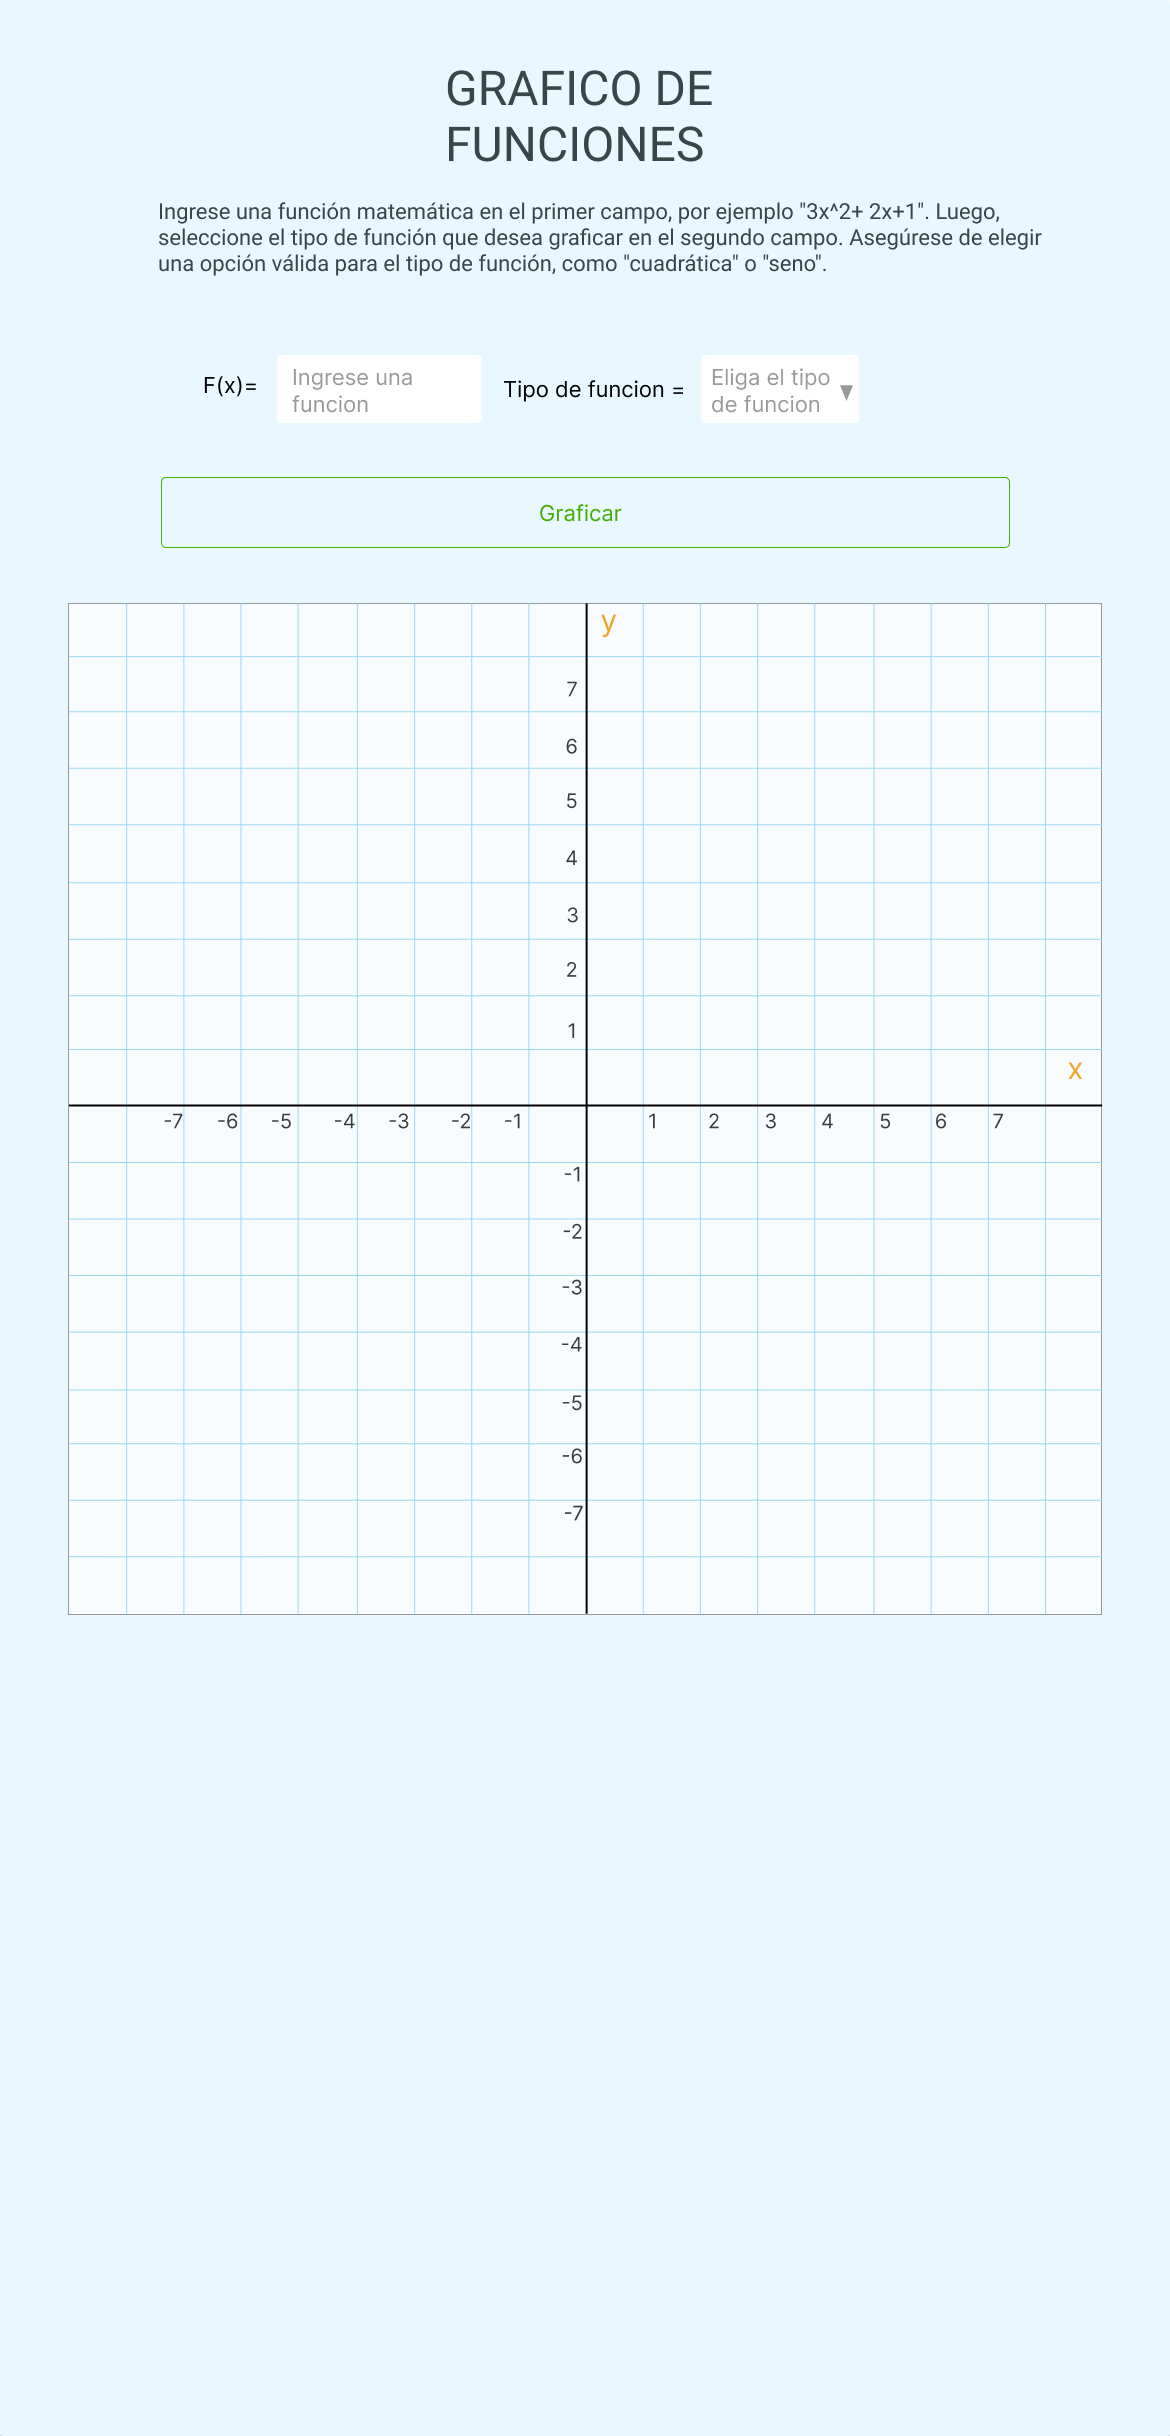 GRAFICO DE
FUNCIONES
Ingrese una función matemática en el primer campo, por ejemplo "3x^2+ 2x+1". Luego,
seleccione el tipo de función que desea graficar en el segundo campo. Asegúrese de elegir
una opción válida para el tipo de función, como "cuadrática" o "seno".
F(x)=
Ingrese una
funcion
Tipo de funcion =
Eliga el tipo
de funcion
Graficar
y
7
6
5
4
3
2
1
x
-7 -6 -5 -4 -3 -2 -1 1 2 3 4 5 6 7
-1
-2
-3
-4
-5
-6
-7